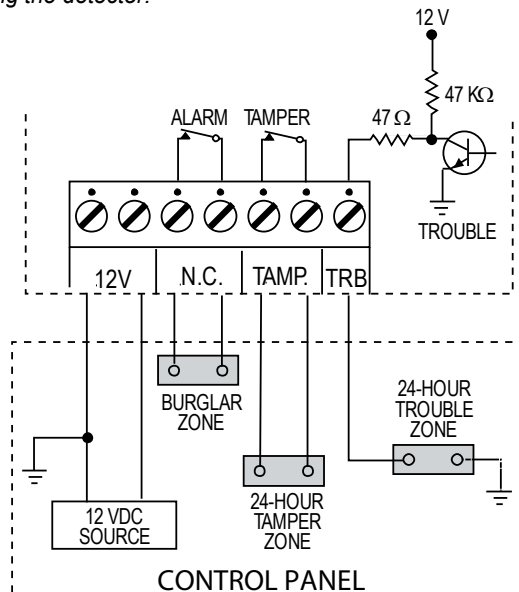 ng the detector.
12 V
47 KΩ
47 Ω
ALARM TAMPER
TROUBLE
12V N.C. TAMP. TRB
BURGLAR
ZONE
24-HOUR
TROUBLE
ZONE
24-HOUR
TAMPER
ZONE
12 VDC
SOURCE
CONTROL PANEL